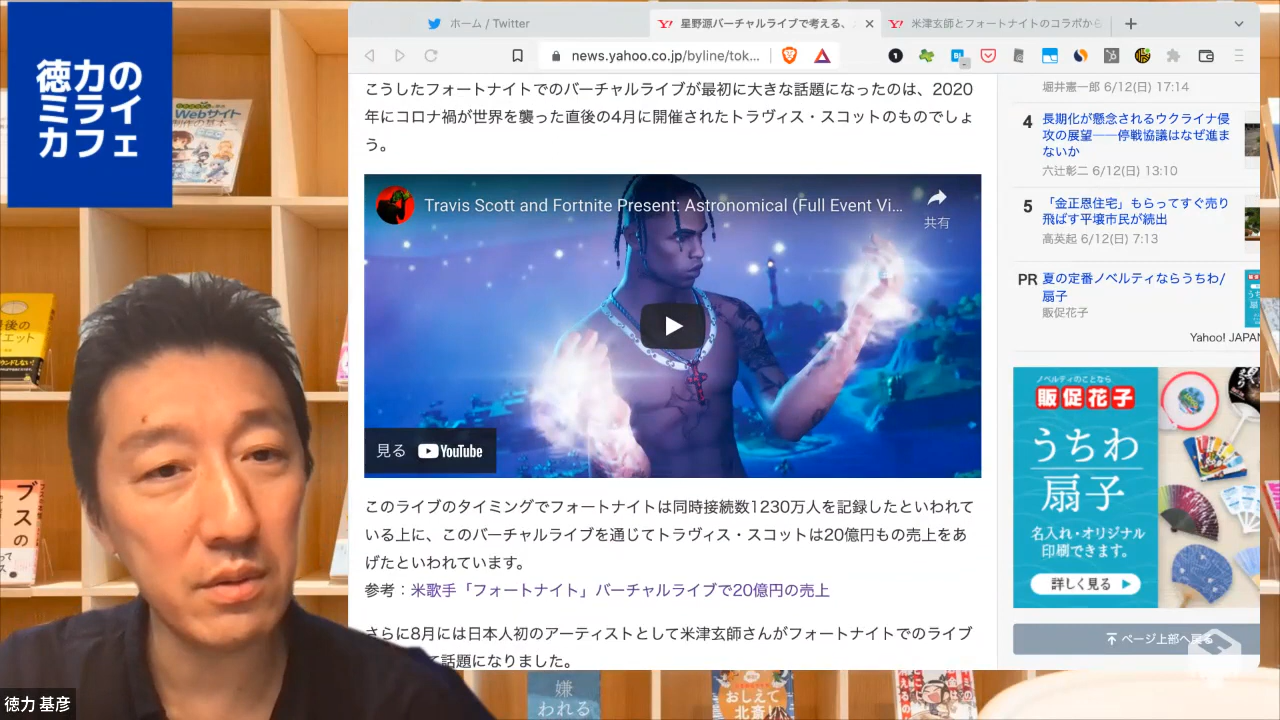 徳力の
ミライ
カフェ
Webサイト
制作の基本
ブスの
徳力 基彦
ホーム / Twitter
星野源バーチャルライブで考える、
米津玄師とフォートナイトのコラボから
news.yahoo.co.jp/byline/tok...
こうしたフォートナイトでのバーチャルライブが最初に大きな話題になったのは、2020
年にコロナ禍が世界を襲った直後の4月に開催されたトラヴィス・スコットのものでしょ
う。
Travis Scott and Fortnite Present: Astronomical (Full Event Vi...
共有
見る YouTube
このライブのタイミングでフォートナイトは同時接続数1230万人を記録したといわれて
いる上に、このバーチャルライブを通じてトラヴィス・スコットは20億円もの売上をあ
げたといわれています。
参考：米歌手「フォートナイト」バーチャルライブで20億円の売上
さらに8月には日本人初のアーティストとして米津玄師さんがフォートナイトでのライブ
て話題になりました。
堀井憲一郎 6/12(日) 17:14
4
長期化が懸念されるウクライナ侵
攻の展望──停戦協議はなぜ進ま
ないか
六辻彰二 6/12(日) 13:10
5
「金正恩住宅」もらってすぐ売り
飛ばす平壌市民が続出
高英起 6/12(日) 7:13
PR 夏の定番ノベルティならうちわ/
扇子
販促花子
Yahoo! JAPAN
ノベルティのことなら
販促花子
うちわ
扇子
名入れ・オリジナル
印刷できます。
詳しく見る
ページ上部へ戻る
嫌
われる
おしえて
北斎!